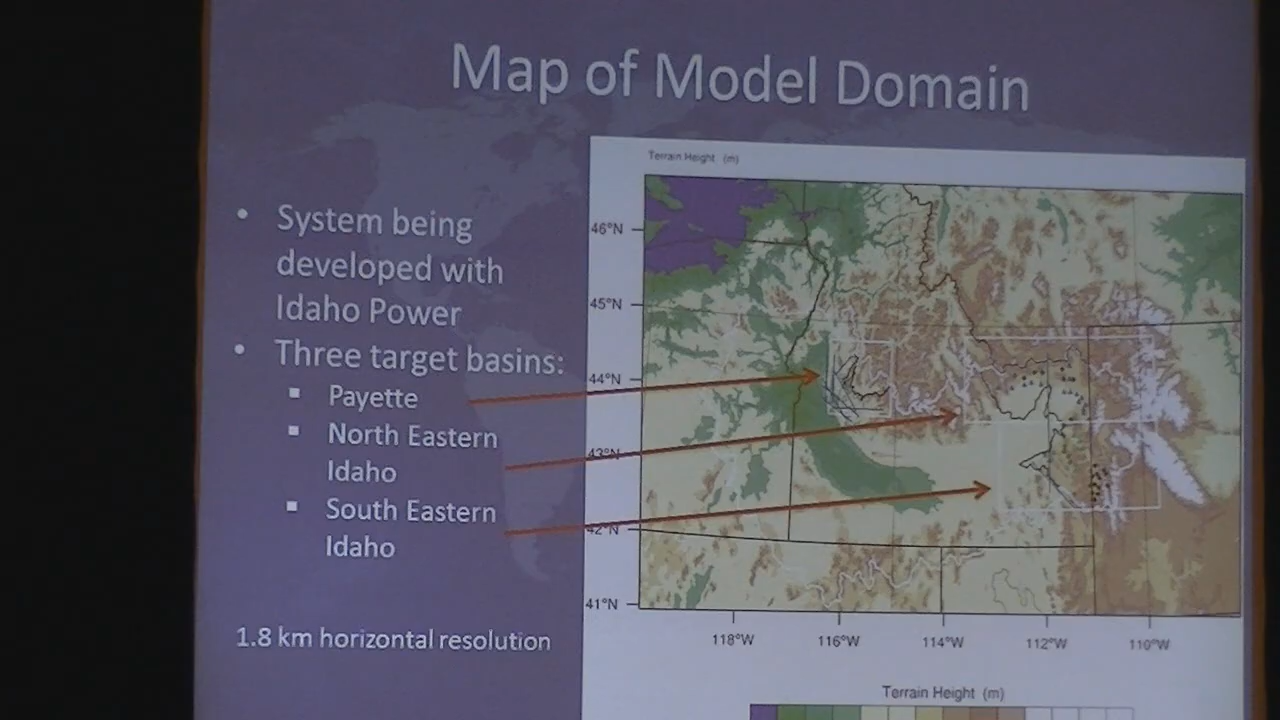 Map of Model Domain
• System being
developed with
Idaho Power
• Three target basins:
▪ Payette
▪ North Eastern
Idaho
▪ South Eastern
Idaho
1.8 km horizontal resolution
Terrain Height (m)
46°N
45°N
44°N
43°N
42°N
41°N
118°W 116°W 114°W 112°W 110°W
Terrain Height (m)